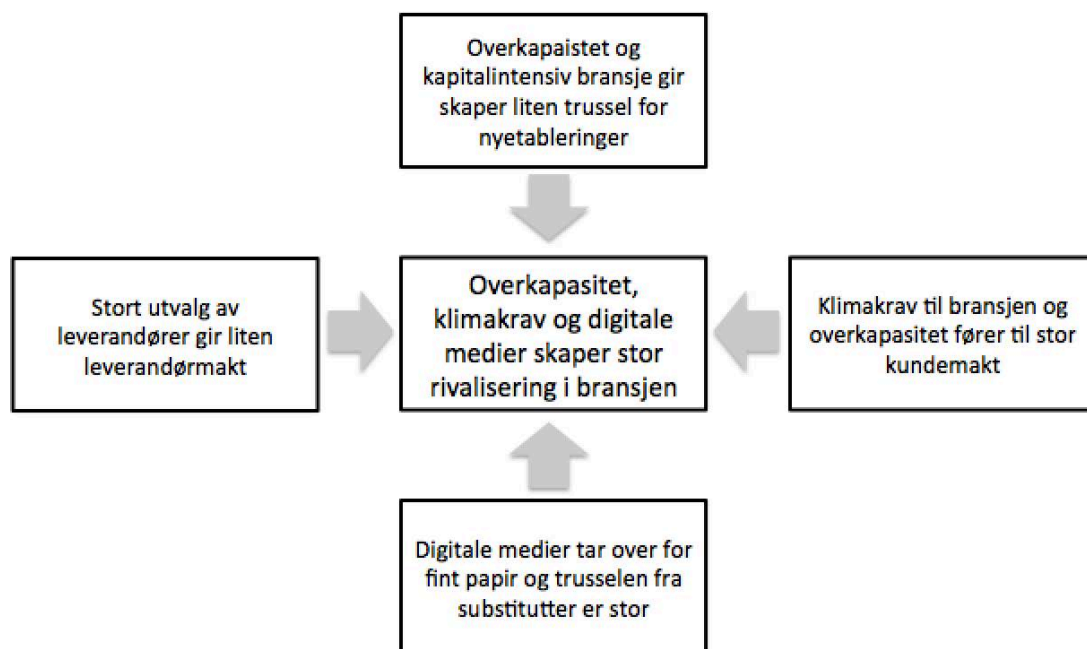 Overkapaistet og
kapitalintensiv bransje gir
skaper liten trussel for
nyetableringer
Stort utvalg av
leverandører gir liten
leverandørmakt
Overkapasitet,
klimakrav og digitale
medier skaper stor
rivalisering i bransjen
Klimakrav til bransjen og
overkapasitet fører til stor
kundemakt
Digitale medier tar over for
fint papir og trusselen fra
substitutter er stor